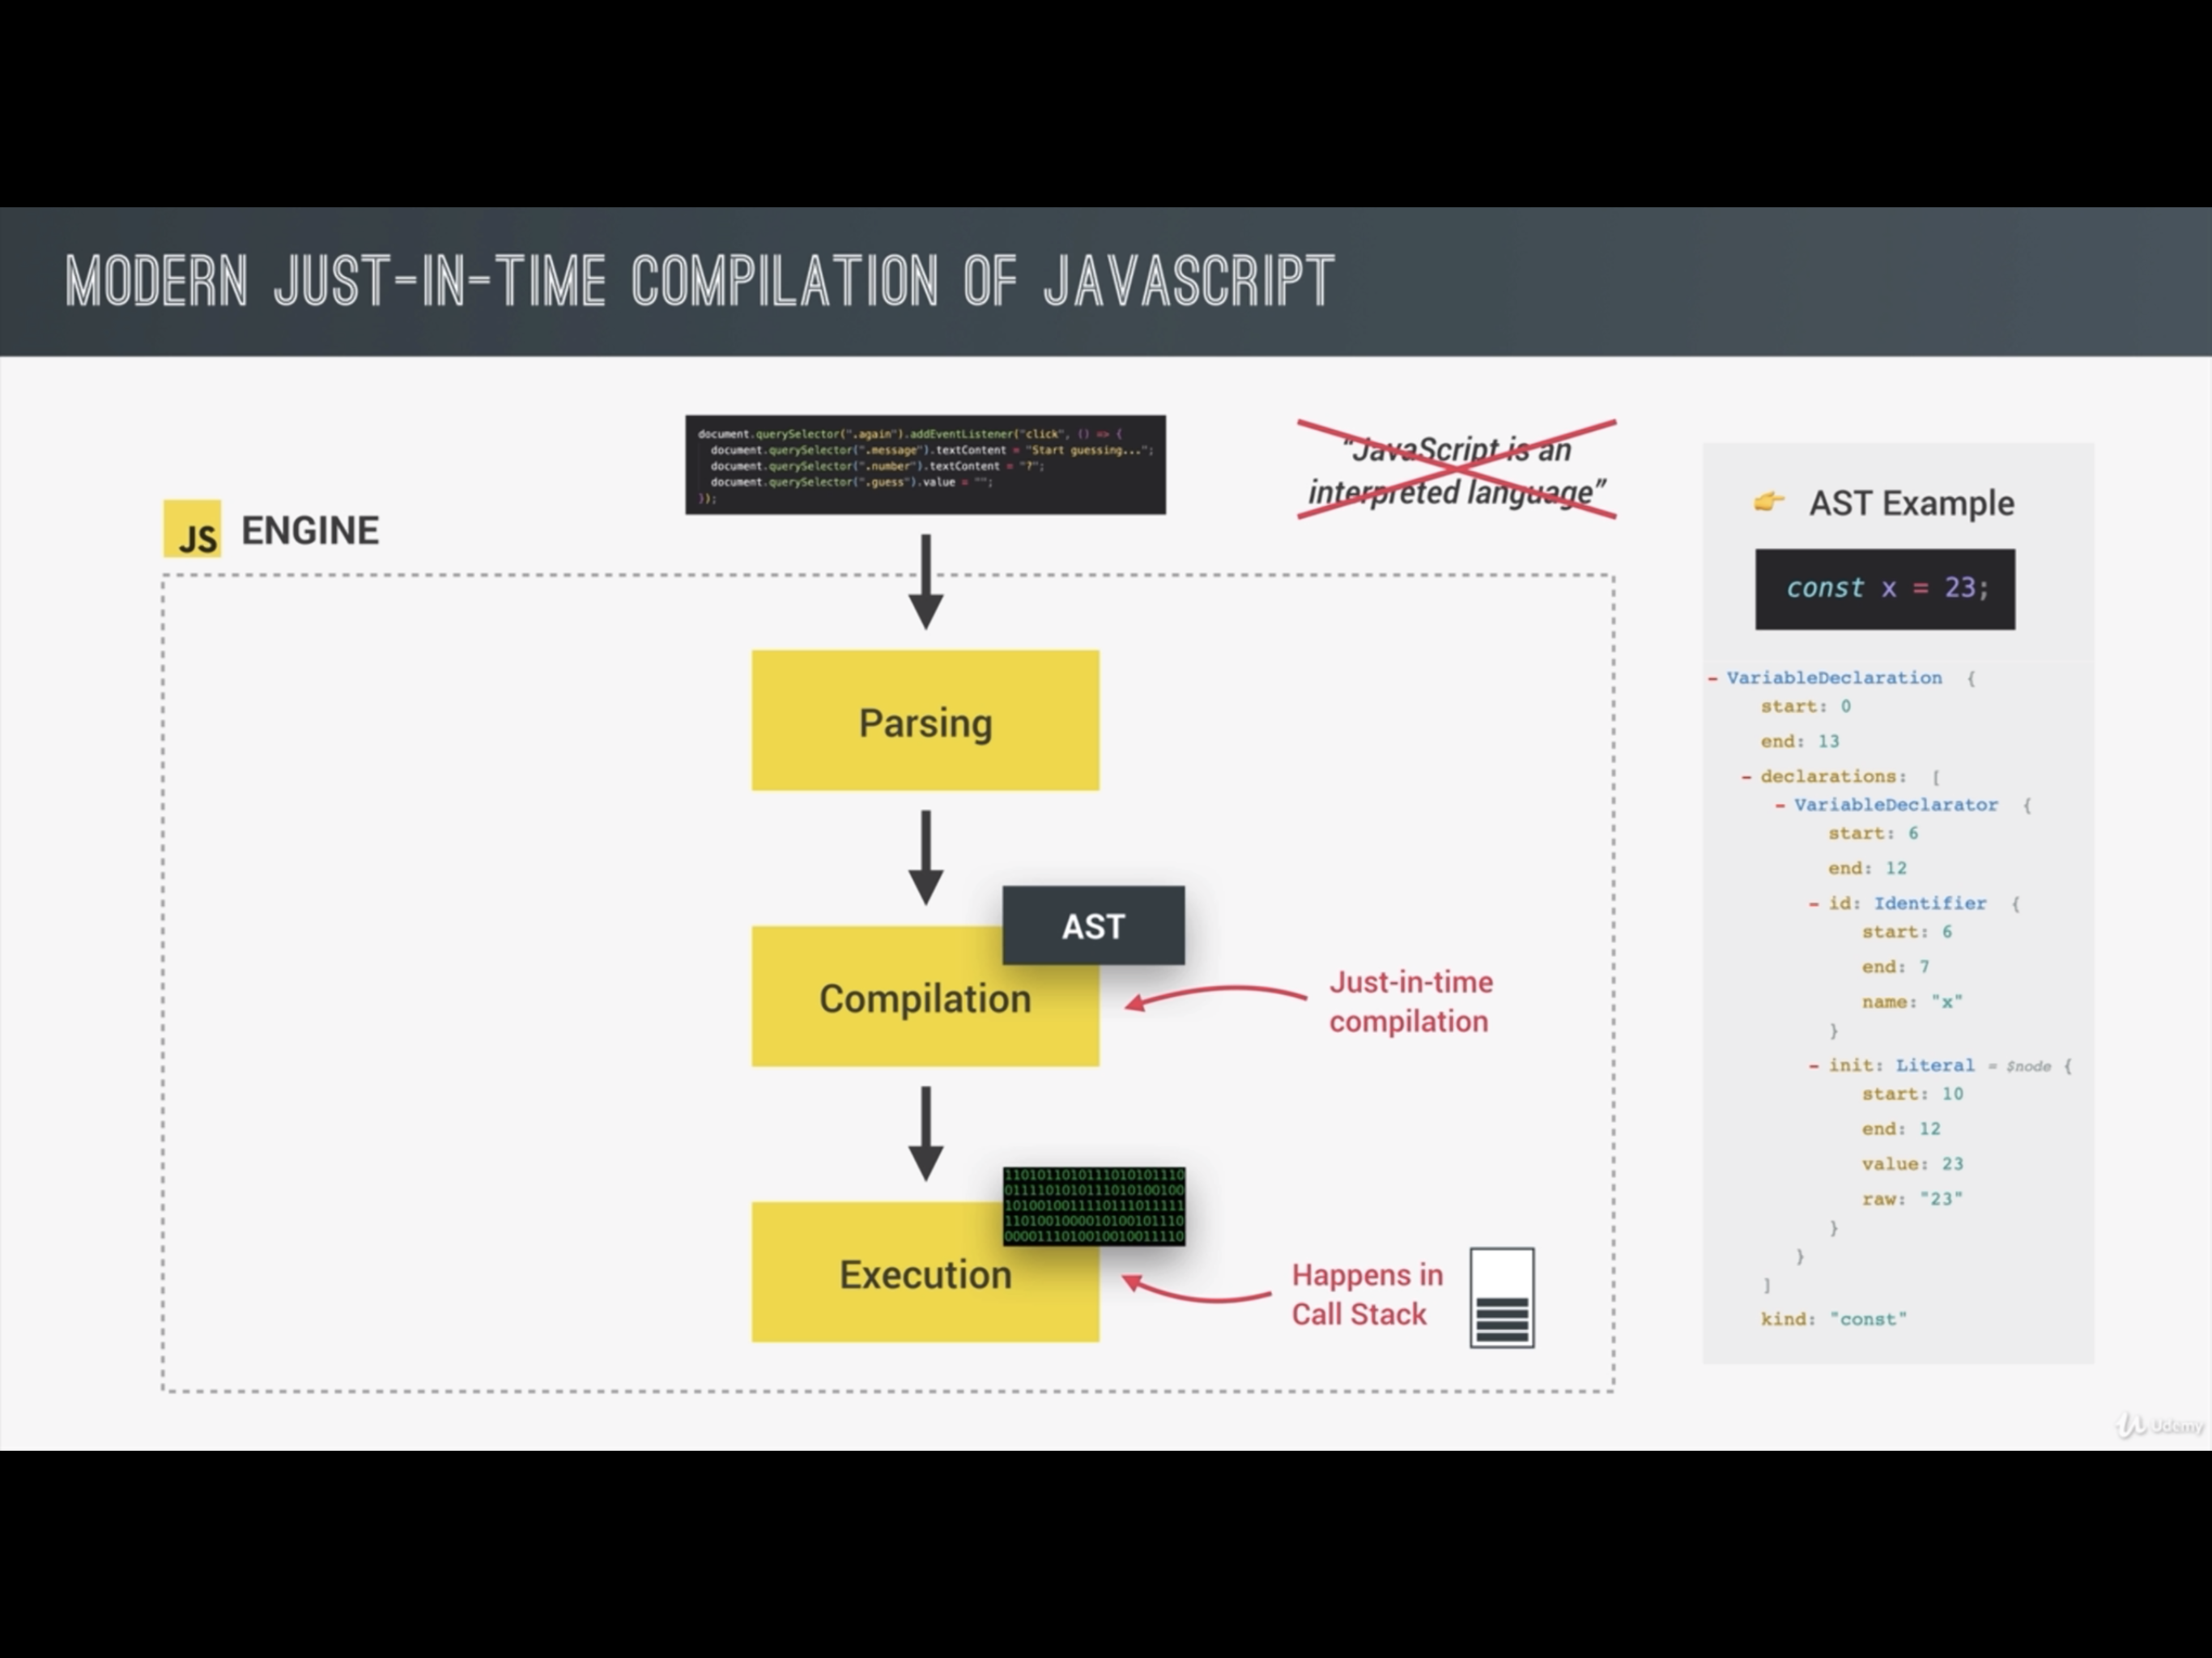 MODERN JUST-IN-TIME COMPILATION OF JAVASCRIPT
document.querySelector(".again").addEventListener("click", () => {
document.querySelector(".message").textContent = "Start guessing...";
document.querySelector(".number").textContent = "?";
document.querySelector(".guess").value = "";
});
"JavaScript is an
interpreted language"
JS ENGINE
Parsing
AST
Compilation
Just-in-time
compilation
1101011010111010101110
0111101010111010100100
1010010011110111011111
1101001000010100101110
0000111010010010011110
Execution
Happens in
Call Stack
👉 AST Example
const x = 23;
- VariableDeclaration {
start: 0
end: 13
- declarations: [
- VariableDeclarator {
start: 6
end: 12
- id: Identifier {
start: 6
end: 7
name: "x"
}
- init: Literal = $node {
start: 10
end: 12
value: 23
raw: "23"
}
}
]
kind: "const"
Udemy